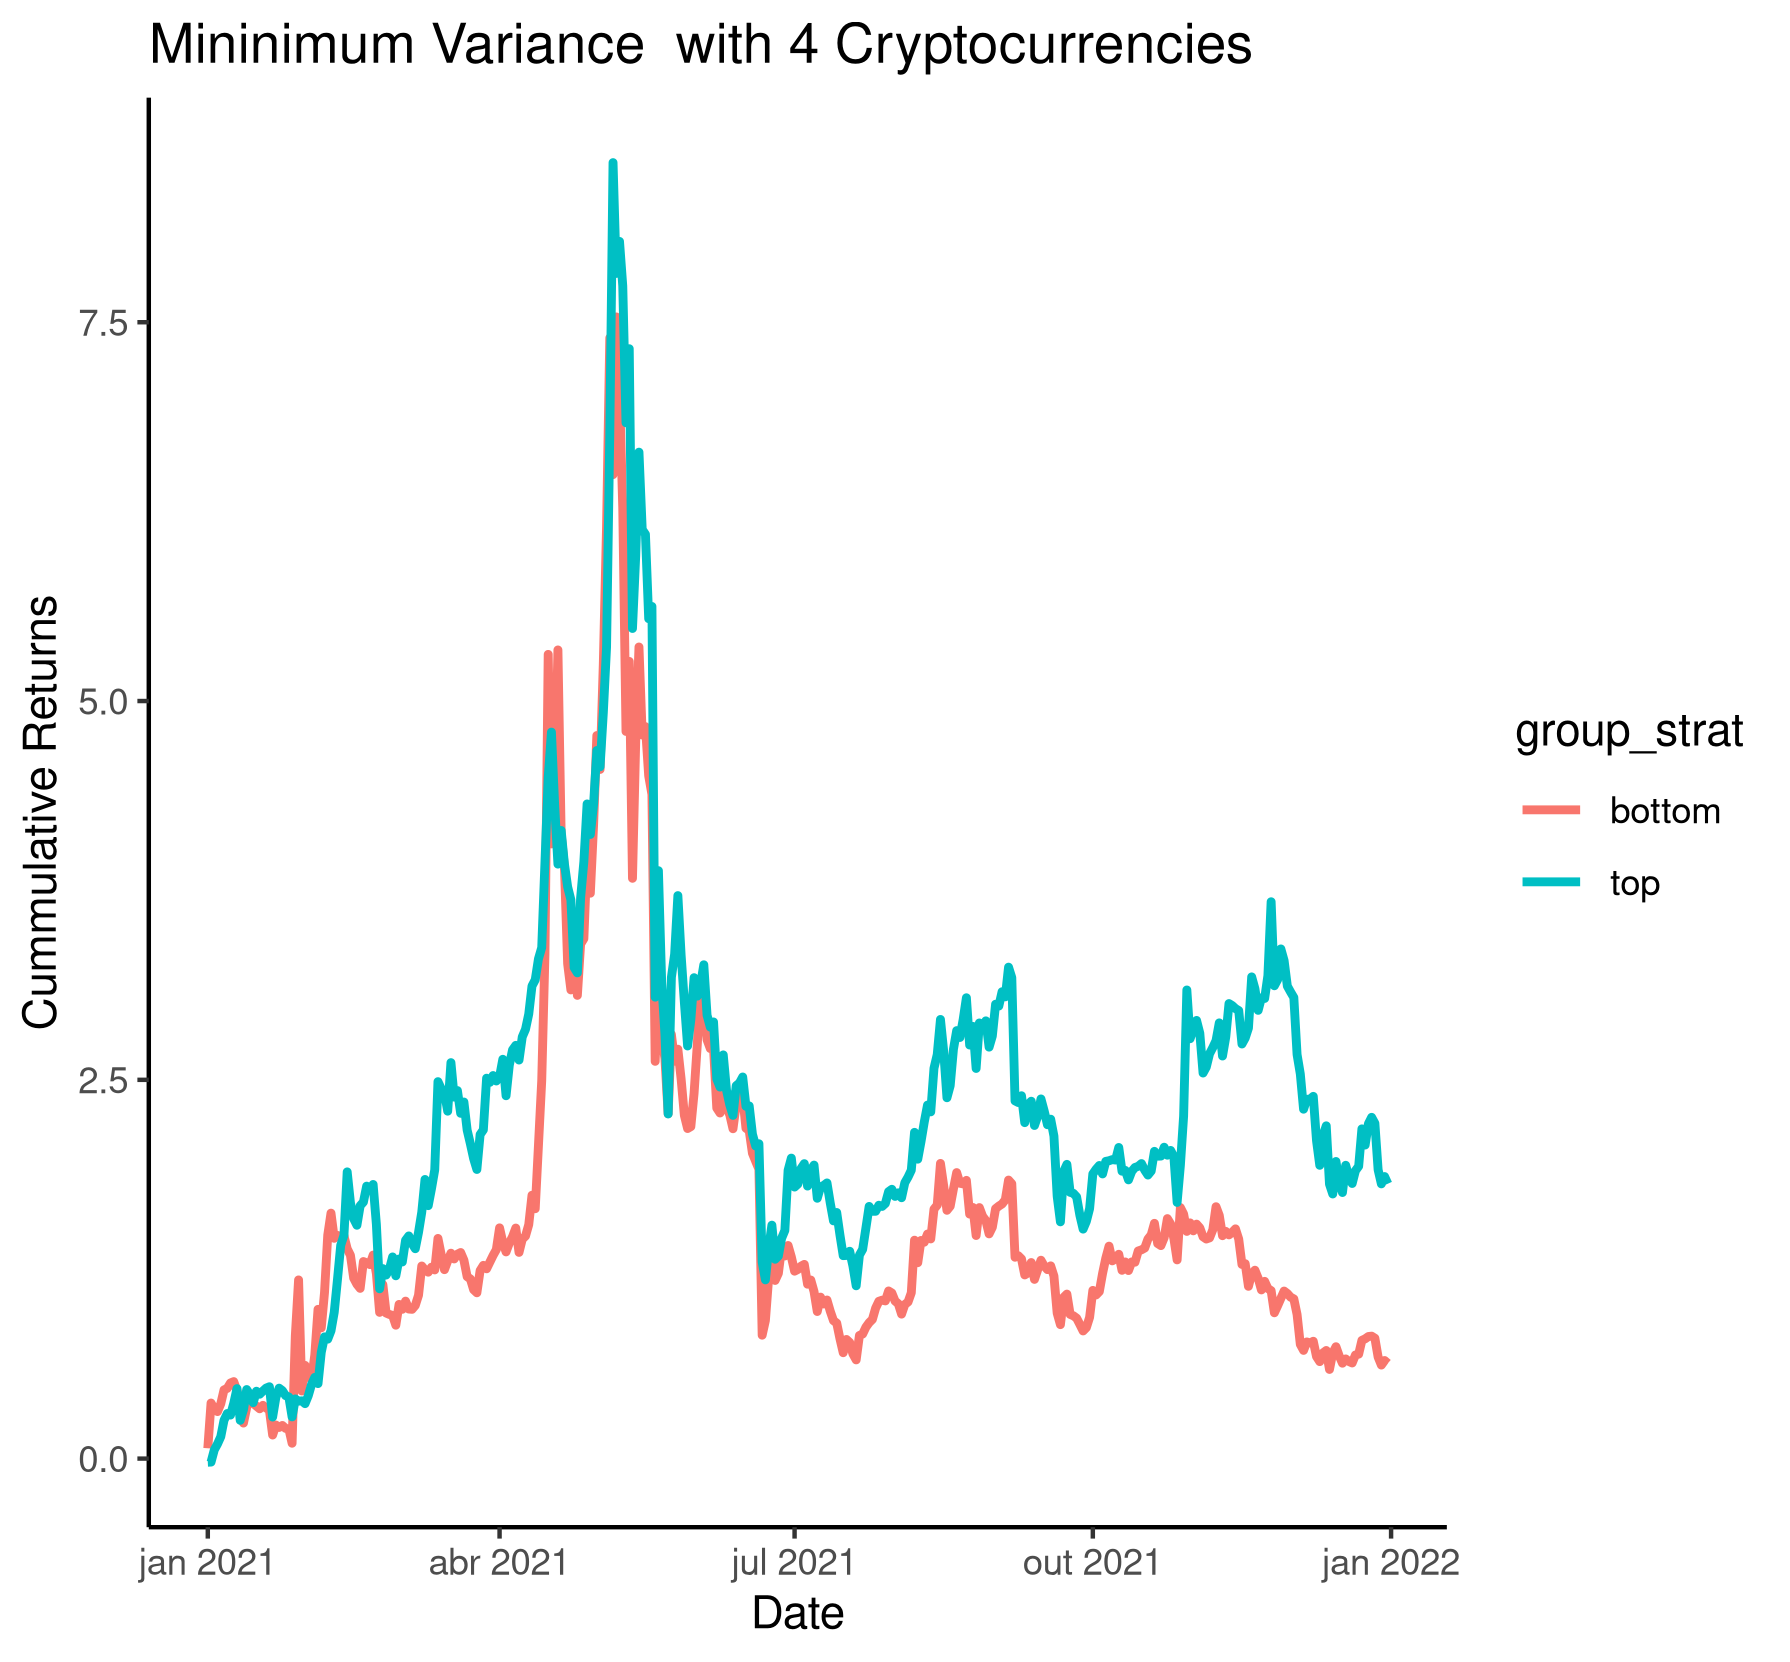 Mininimum Variance  with 4 Cryptocurrencies
Cummulative Returns
7.5
5.0
2.5
0.0
jan 2021
abr 2021
jul 2021
out 2021
jan 2022
Date
group_strat
bottom
top